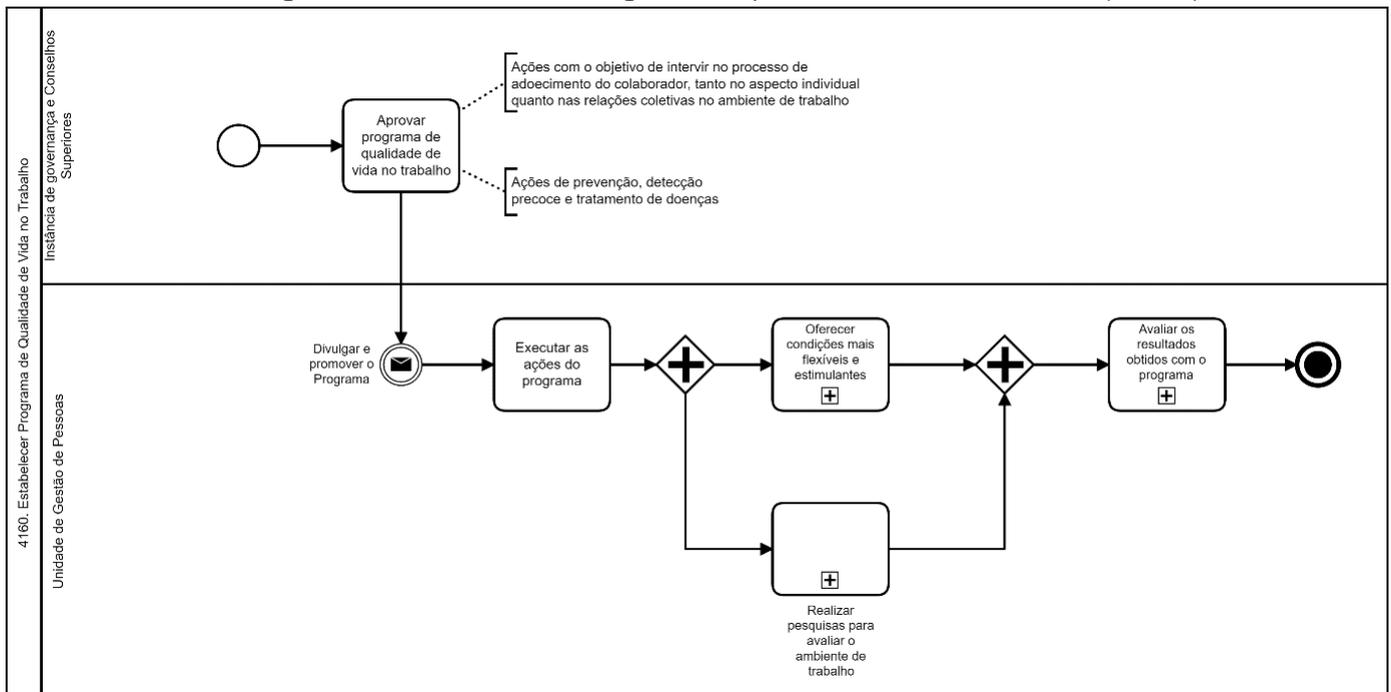 4160. Estabelecer Programa de Qualidade de Vida no Trabalho
Instância de governança e Conselhos
Superiores
Aprovar
programa de
qualidade de
vida no trabalho
Ações com o objetivo de intervir no processo de
adoecimento do colaborador, tanto no aspecto individual
quanto nas relações coletivas no ambiente de trabalho
Ações de prevenção, detecção
precoce e tratamento de doenças
Unidade de Gestão de Pessoas
Divulgar e
promover o
Programa
Executar as
ações do
programa
Oferecer
condições mais
flexíveis e
estimulantes
Avaliar os
resultados
obtidos com o
programa
Realizar
pesquisas para
avaliar o
ambiente de
trabalho